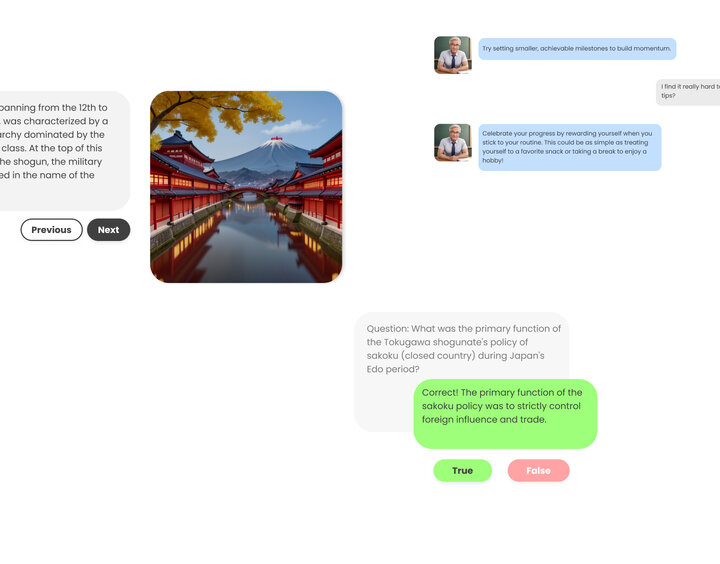 panning from the 12th to
was characterized by a
archy dominated by the
class. At the top of this
he shogun, the military
ed in the name of the
Previous
Next
Try setting smaller, achievable milestones to build momentum.
I find it really hard to
tips?
Celebrate your progress by rewarding yourself when you
stick to your routine. This could be as simple as treating
yourself to a favorite snack or taking a break to enjoy a
hobby!
Question: What was the primary function of
the Tokugawa shogunate's policy of
sakoku (closed country) during Japan's
Edo period?
Correct! The primary function of the
sakoku policy was to strictly control
foreign influence and trade.
True
False